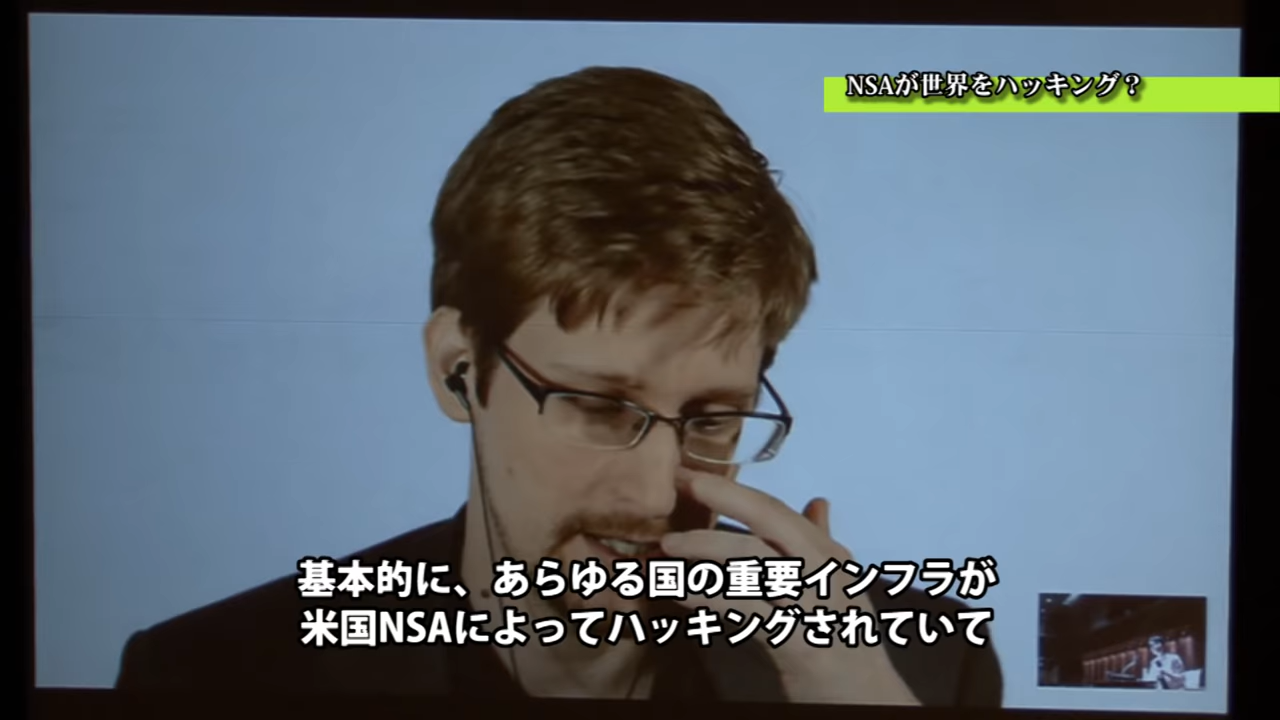 NSAが世界をハッキング？
基本的に、あらゆる国の重要インフラが
米国NSAによってハッキングされていて